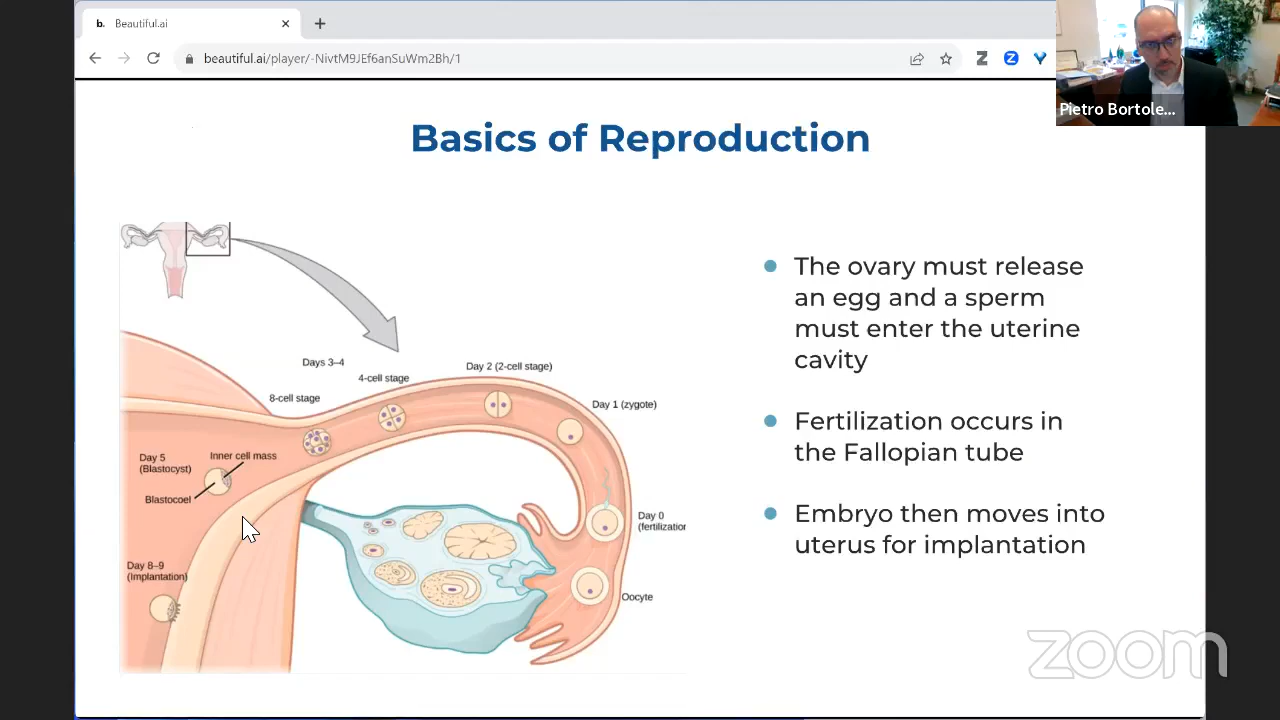 b. Beautiful.ai
beautiful.ai/player/-NivtM9JEf6anSuWm2Bh/1
Pietro Bortole...
Basics of Reproduction
The ovary must release
an egg and a sperm
must enter the uterine
cavity
Fertilization occurs in
the Fallopian tube
Embryo then moves into
uterus for implantation
Days 3–4
4-cell stage
8-cell stage
Day 2 (2-cell stage)
Day 1 (zygote)
Day 0
(fertilization
Oocyte
Inner cell mass
Day 5
(Blastocyst)
Blastocoel
Day 8–9
(Implantation)
zoom